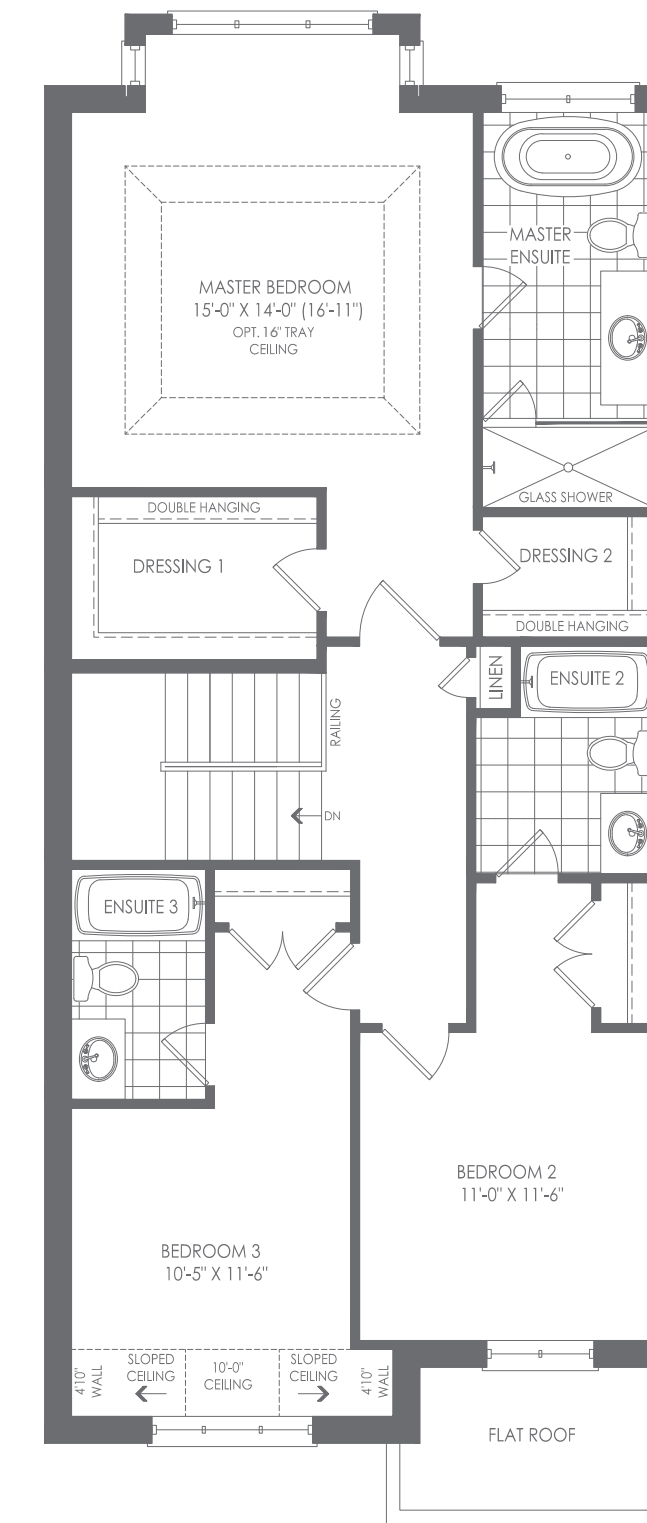 MASTER
ENSUITE
MASTER BEDROOM
15'-0" X 14'-0" (16'-11")
OPT. 16" TRAY
CEILING
GLASS SHOWER
DOUBLE HANGING
DRESSING 1
DRESSING 2
DOUBLE HANGING
LINEN
ENSUITE 2
RAILING
DN
ENSUITE 3
BEDROOM 2
11'-0" X 11'-6"
BEDROOM 3
10'-5" X 11'-6"
4'10"
WALL
SLOPED
CEILING
10'-0"
CEILING
SLOPED
CEILING
4'10"
WALL
FLAT ROOF